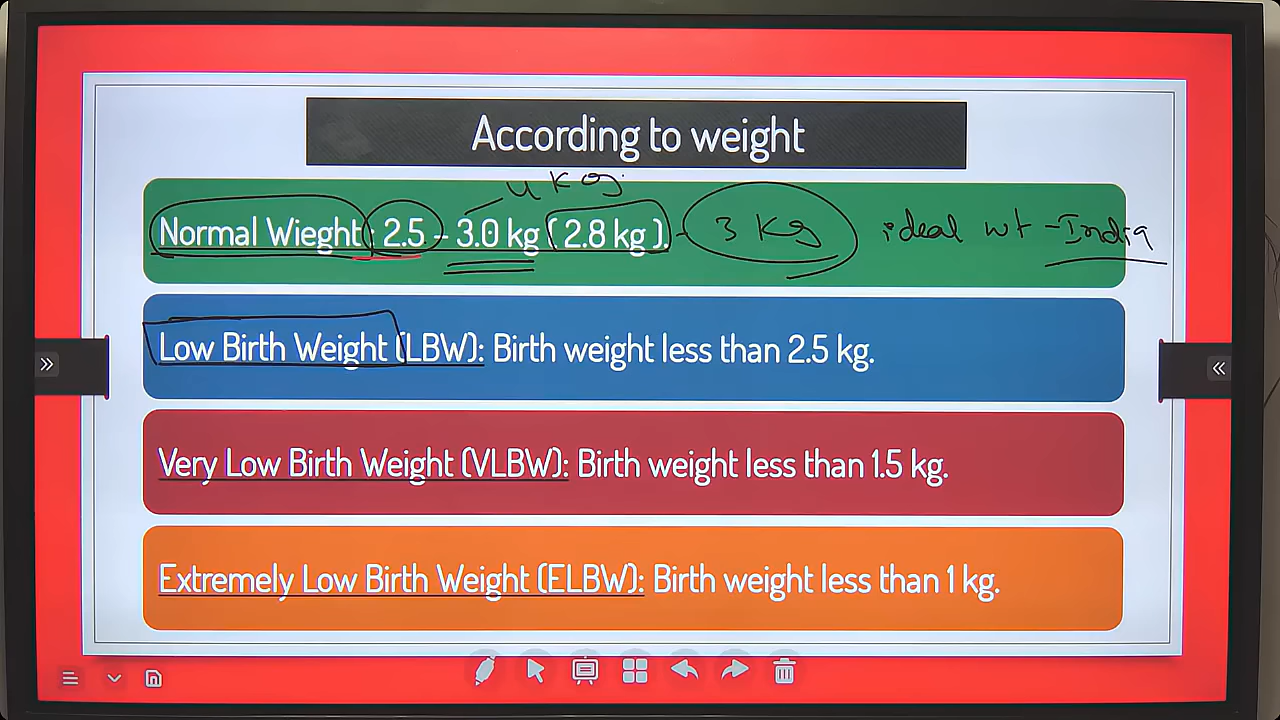 According to weight
4 kg.
Normal Wieght : 2.5 - 3.0 kg ( 2.8 kg ). - 3 Kg ideal wt - India
Low Birth Weight (LBW): Birth weight less than 2.5 kg.
Very Low Birth Weight (VLBW): Birth weight less than 1.5 kg.
Extremely Low Birth Weight (ELBW): Birth weight less than 1 kg.